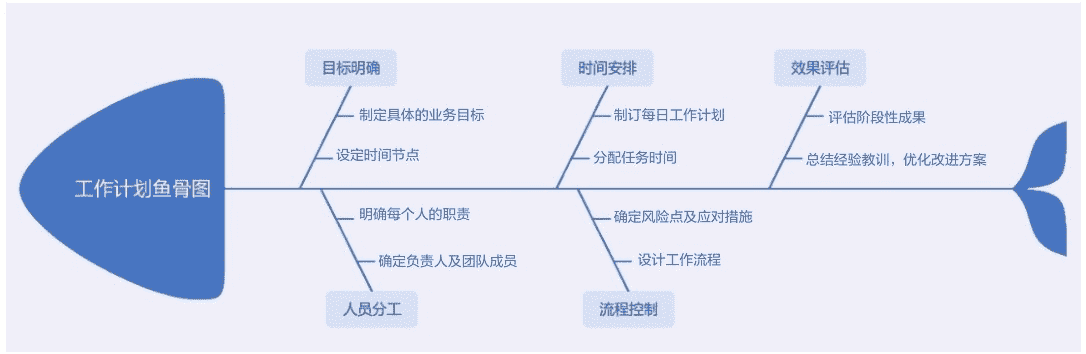 目标明确
时间安排
效果评估
制定具体的业务目标
制订每日工作计划
评估阶段性成果
设定时间节点
分配任务时间
总结经验教训，优化改进方案
工作计划鱼骨图
明确每个人的职责
确定风险点及应对措施
确定负责人及团队成员
设计工作流程
人员分工
流程控制